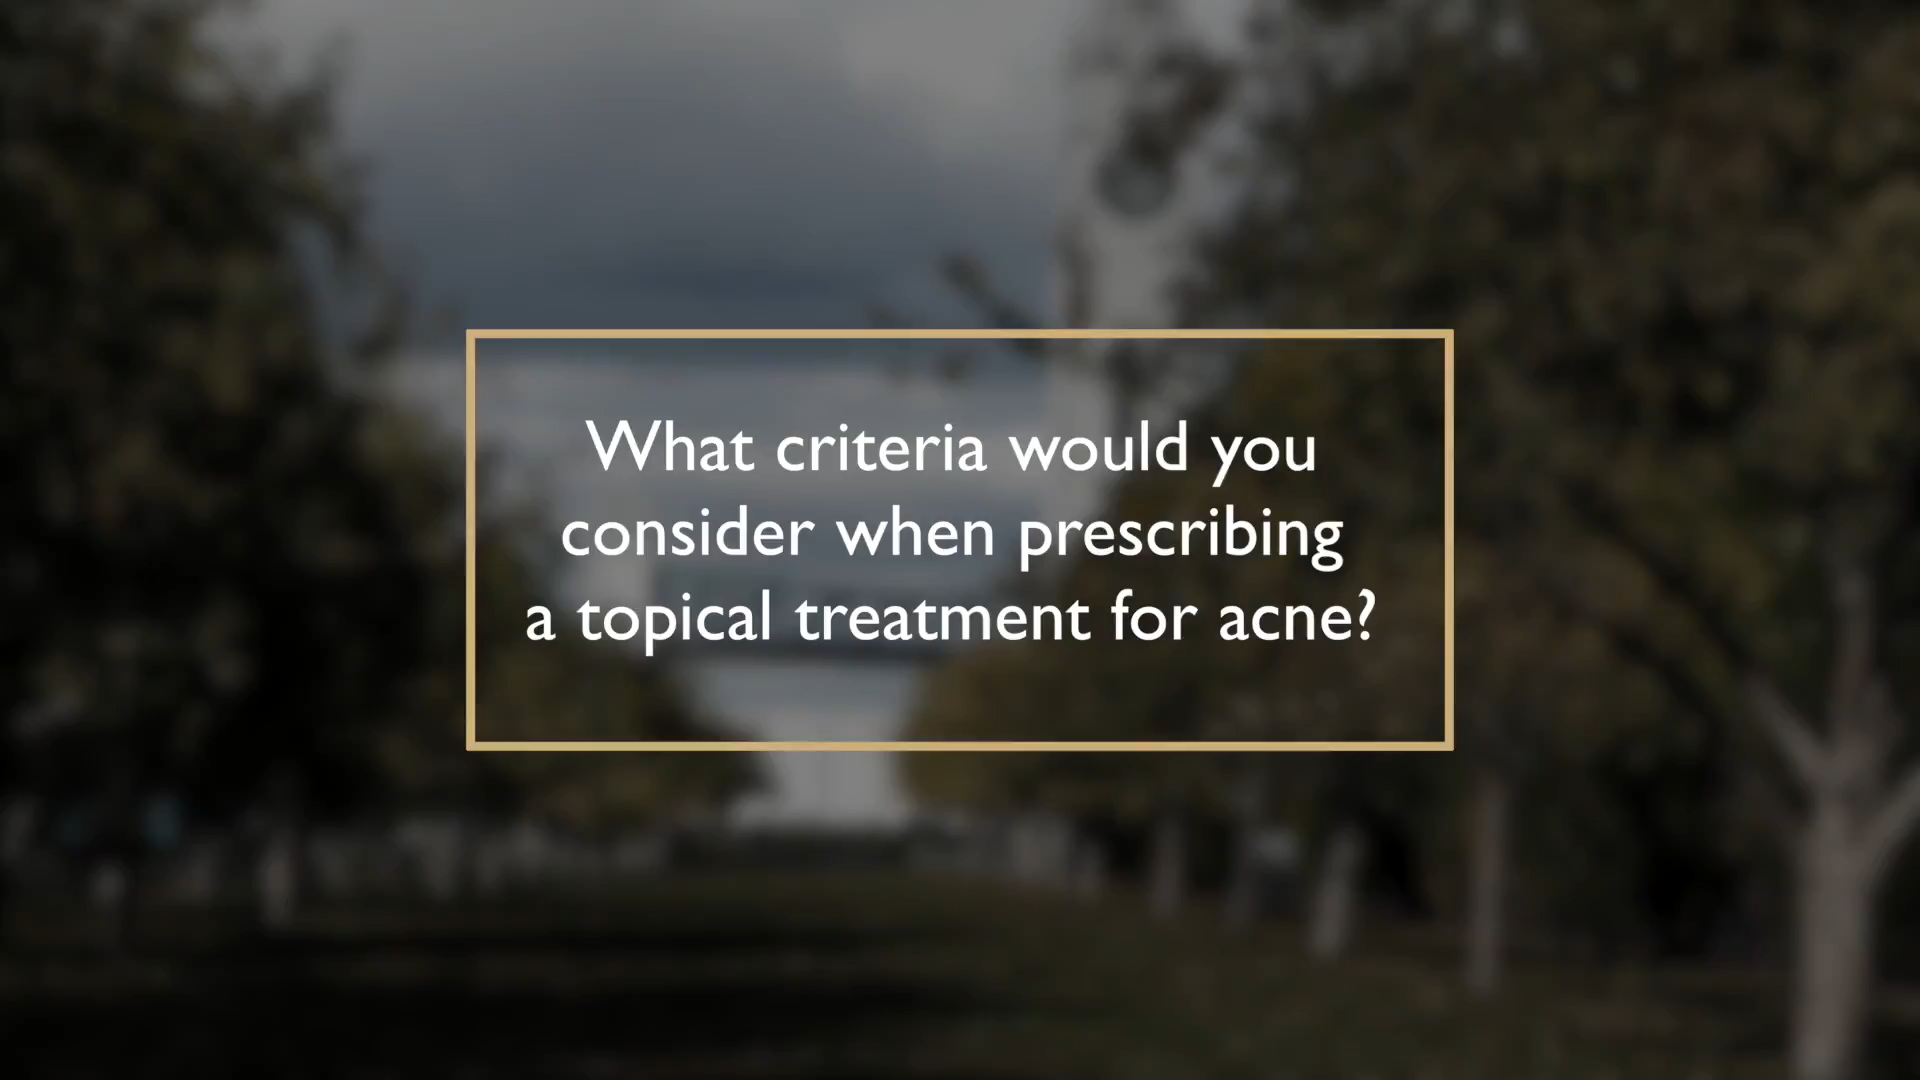 What criteria would you
consider when prescribing
a topical treatment for acne?